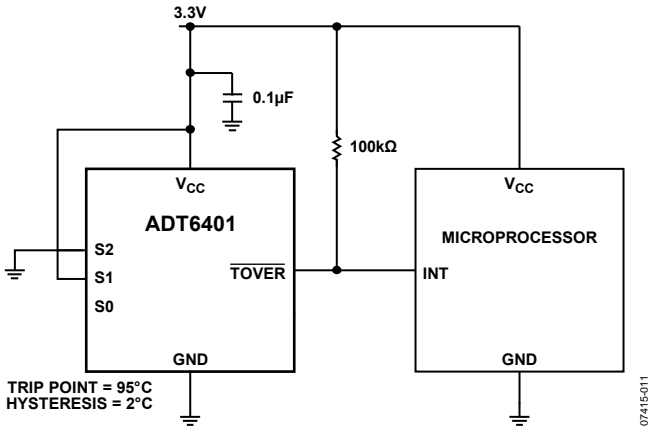 3.3V
0.1µF
100kΩ
VCC
ADT6401
S2
S1
S0
TOVER
GND
VCC
MICROPROCESSOR
INT
GND
TRIP POINT = 95°C
HYSTERESIS = 2°C
07415-011